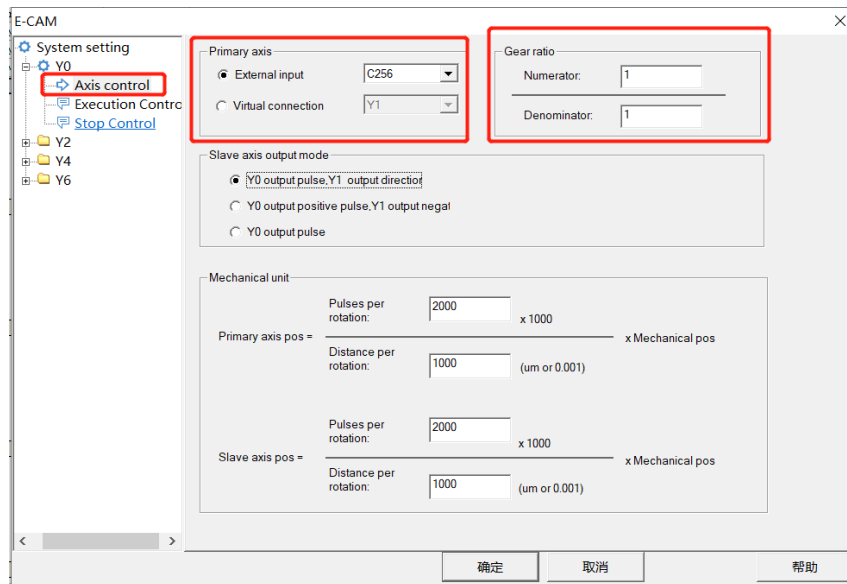 E-CAM
System setting
Y0
Axis control
Execution Contro
Stop Control
Y2
Y4
Y6
Primary axis
External input C256
Virtual connection Y1
Gear ratio
Numerator: 1
Denominator: 1
Slave axis output mode
Y0 output pulse,Y1 output direction
Y0 output positive pulse,Y1 output negat
Y0 output pulse
Mechanical unit
Pulses per rotation: 2000 x 1000
Primary axis pos = x Mechanical pos
Distance per rotation: 1000 (um or 0.001)
Pulses per rotation: 2000 x 1000
Slave axis pos = x Mechanical pos
Distance per rotation: 1000 (um or 0.001)
确定 取消 帮助